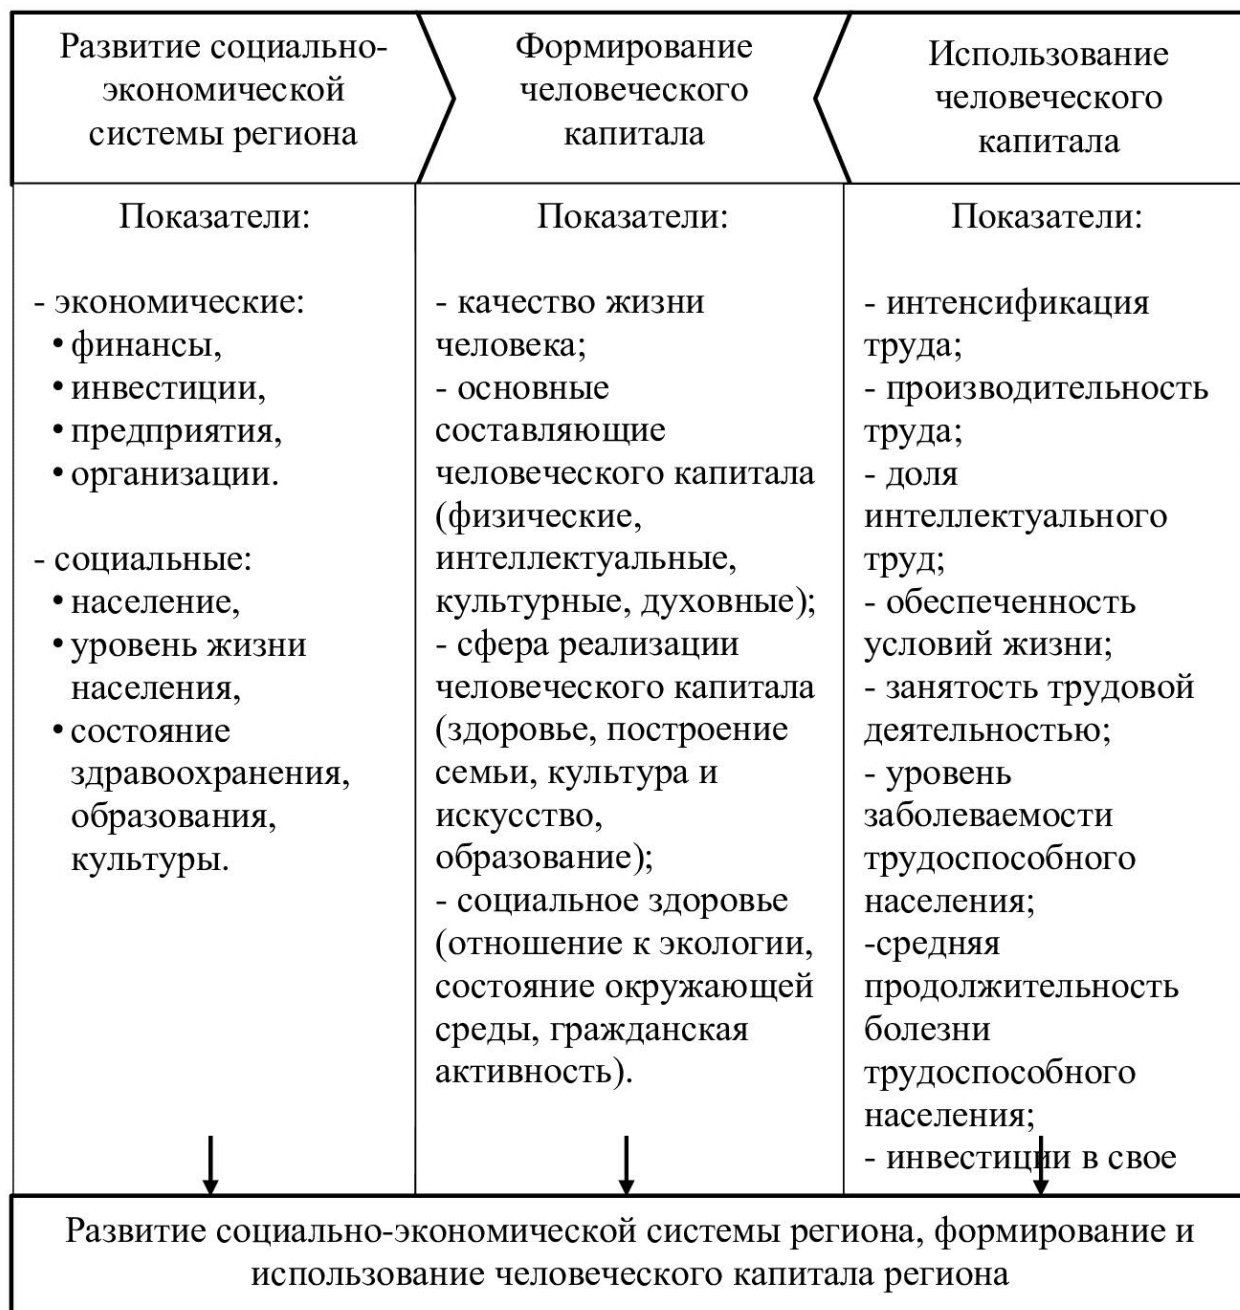 Развитие социально-
экономической
системы региона
Формирование
человеческого
капитала
Использование
человеческого
капитала
Показатели:
- экономические:
• финансы,
• инвестиции,
• предприятия,
• организации.
- социальные:
• население,
• уровень жизни
населения,
• состояние
здравоохранения,
образования,
культуры.
Показатели:
- качество жизни
человека;
- основные
составляющие
человеческого капитала
(физические,
интеллектуальные,
культурные, духовные);
- сфера реализации
человеческого капитала
(здоровье, построение
семьи, культура и
искусство,
образование);
- социальное здоровье
(отношение к экологии,
состояние окружающей
среды, гражданская
активность).
Показатели:
- интенсификация
труда;
- производительность
труда;
- доля
интеллектуального
труд;
- обеспеченность
условий жизни;
- занятость трудовой
деятельностью;
- уровень
заболеваемости
трудоспособного
населения;
-средняя
продолжительность
болезни
трудоспособного
населения;
- инвестиции в свое
Развитие социально-экономической системы региона, формирование и
использование человеческого капитала региона